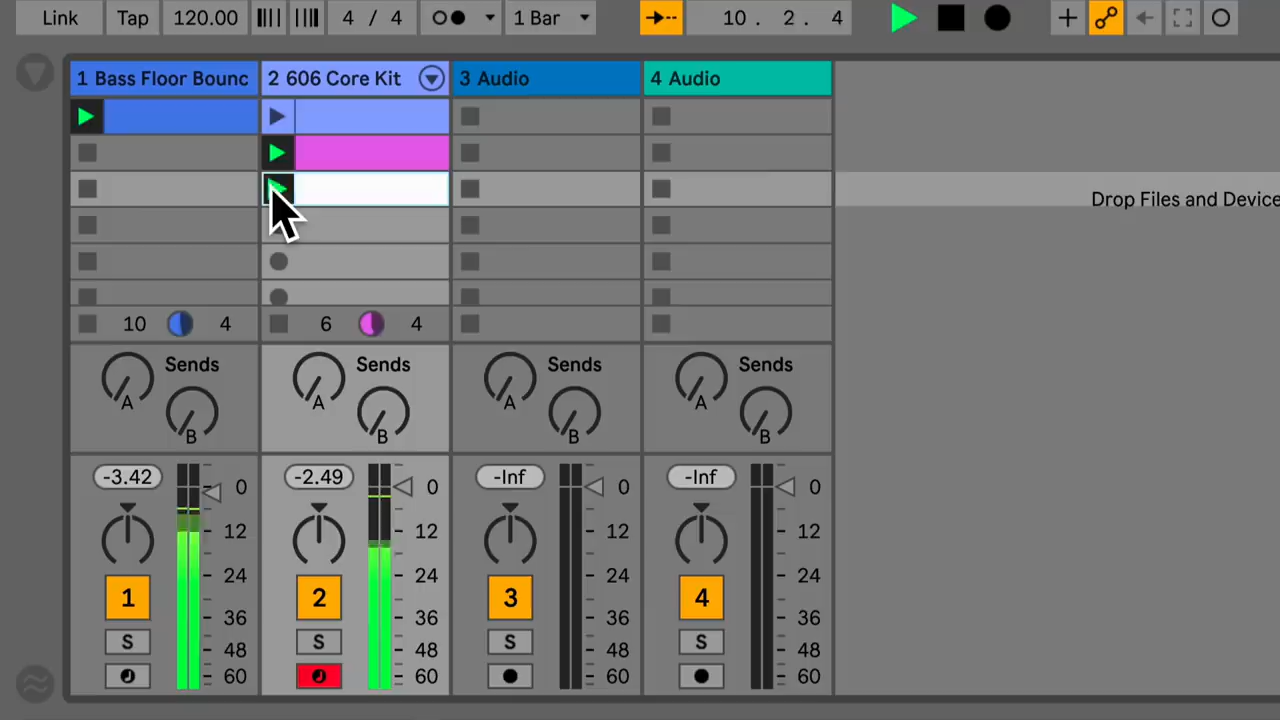 Link Tap 120.00 4 / 4 1 Bar 10 . 2 . 4
1 Bass Floor Bounc 2 606 Core Kit 3 Audio 4 Audio
Drop Files and Device
10 4 6 4
Sends Sends Sends Sends
A A A A
B B B B
-3.42 0 -2.49 0 -Inf 0 -Inf 0
12 12 12 12
24 24 24 24
1 2 3 4
36 36 36 36
S S S S
48 48 48 48
60 60 60 60